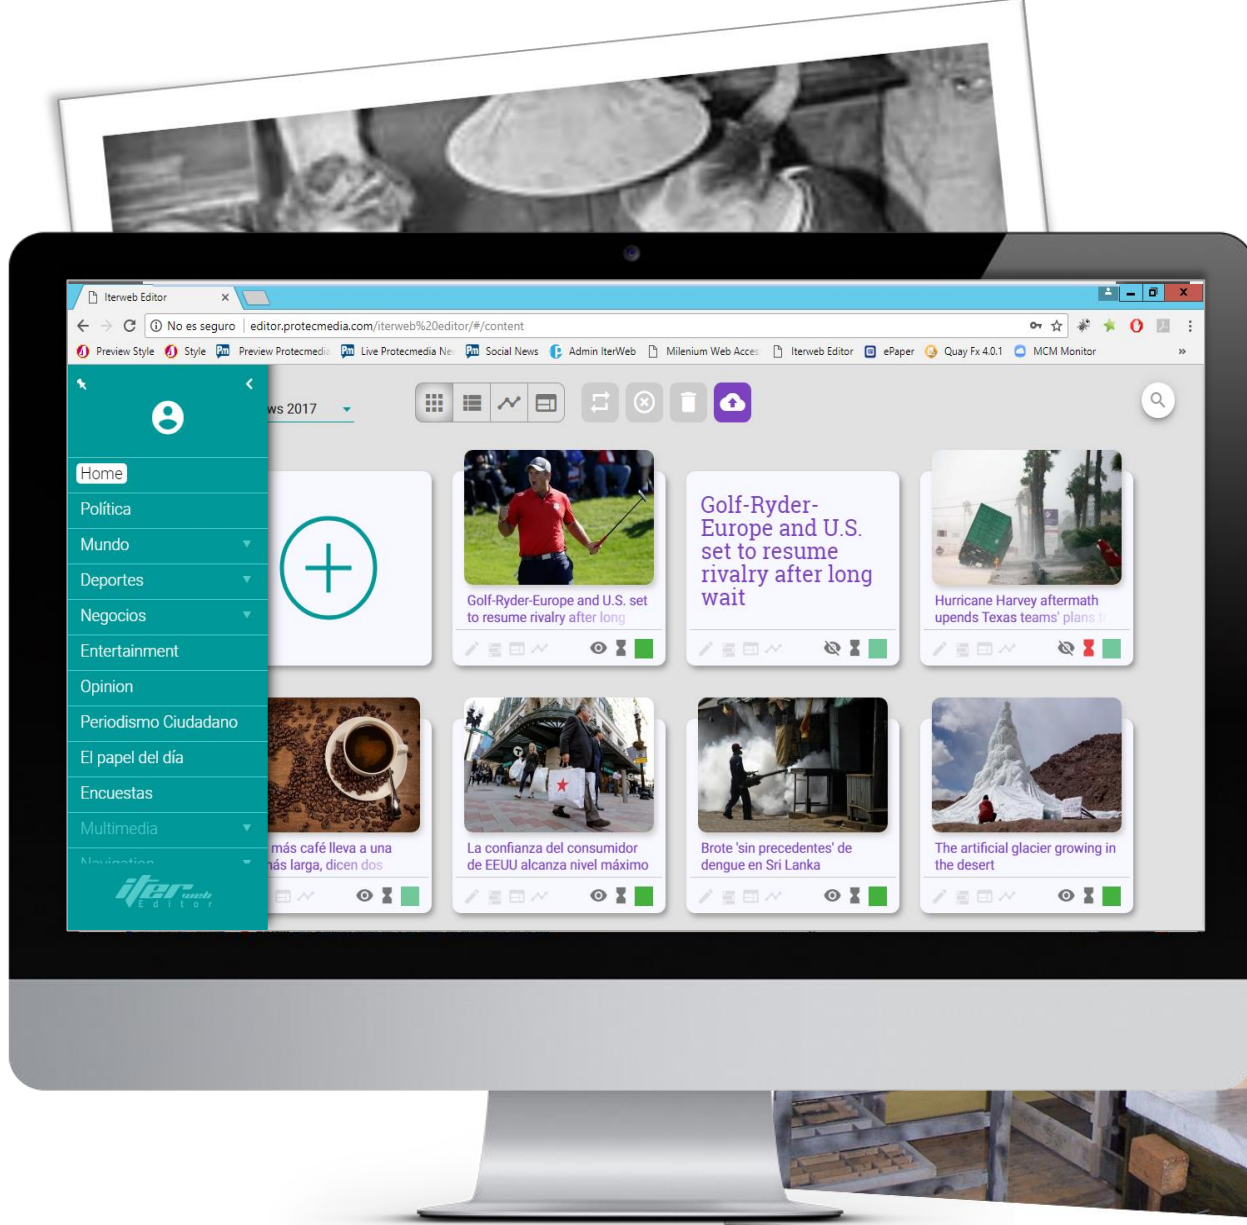 Iterweb Editor
No es seguro | editor.protecmedia.com/iterweb%20editor/#/content
Preview Style Style Preview Protecmedia Live Protecmedia Ne Social News Admin IterWeb Milenium Web Acces Iterweb Editor ePaper Quay Fx 4.0.1 MCM Monitor »
ws 2017
Home
Política
Mundo
Deportes
Negocios
Entertainment
Opinion
Periodismo Ciudadano
El papel del día
Encuestas
Multimedia
Navigation
iter web
Editor
Golf-Ryder-Europe and U.S. set
to resume rivalry after long
Golf-Ryder-
Europe and U.S.
set to resume
rivalry after long
wait
Hurricane Harvey aftermath
upends Texas teams' plans t
más café lleva a una
más larga, dicen dos
La confianza del consumidor
de EEUU alcanza nivel máximo
Brote 'sin precedentes' de
dengue en Sri Lanka
The artificial glacier growing in
the desert